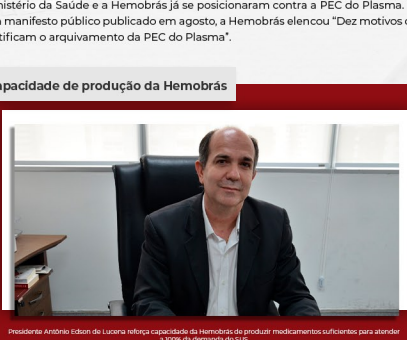 nistério da Saúde e a Hemobrás já se posicionaram contra a PEC do Plasma.
manifesto público publicado em agosto, a Hemobrás elencou “Dez motivos
tificam o arquivamento da PEC do Plasma”.
apacidade de produção da Hemobrás
Presidente Antônio Edson de Lucena reforça capacidade da Hemobrás de produzir medicamentos suficientes para atender
a 100% da demanda do SUS